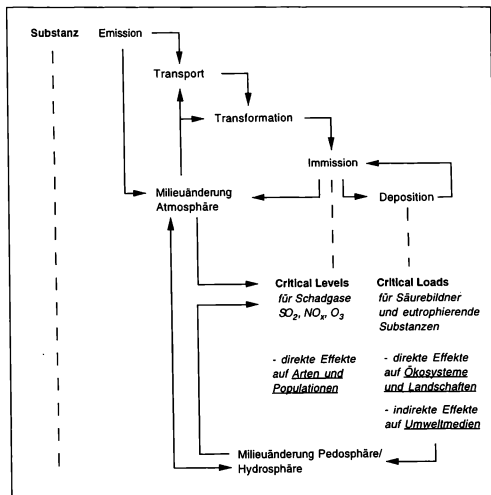 Substanz Emission
Transport
Transformation
Immission
Milieuänderung
Atmosphäre
Deposition
Critical Levels
für Schadgase
SO2, NOx, O3
- direkte Effekte
auf Arten und
Populationen
Critical Loads
für Säurebildner
und eutrophierende
Substanzen
- direkte Effekte
auf Ökosysteme
und Landschaften
- indirekte Effekte
auf Umweltmedien
Milieuänderung Pedosphäre/
Hydrosphäre